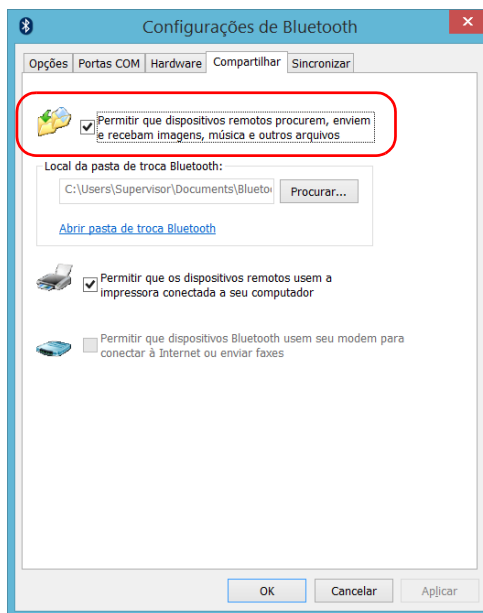 Configurações de Bluetooth
Opções Portas COM Hardware Compartilhar Sincronizar
Permitir que dispositivos remotos procurem, enviem
e recebam imagens, música e outros arquivos
Local da pasta de troca Bluetooth:
C:\Users\Supervisor\Documents\Blueto
Procurar...
Abrir pasta de troca Bluetooth
Permitir que os dispositivos remotos usem a
impressora conectada a seu computador
Permitir que dispositivos Bluetooth usem seu modem para
conectar à Internet ou enviar faxes
OK Cancelar Aplicar